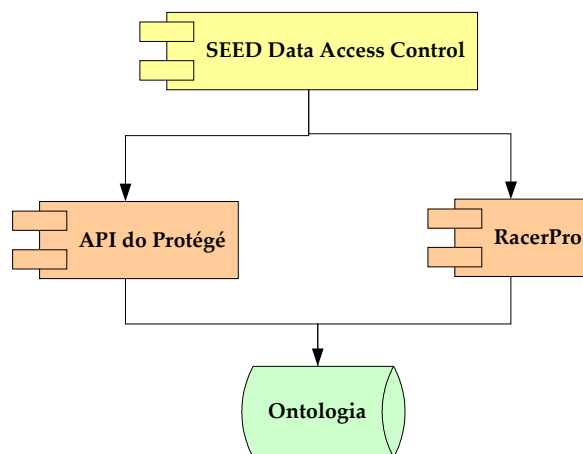 SEED Data Access Control
API do Protégé
RacerPro
Ontologia